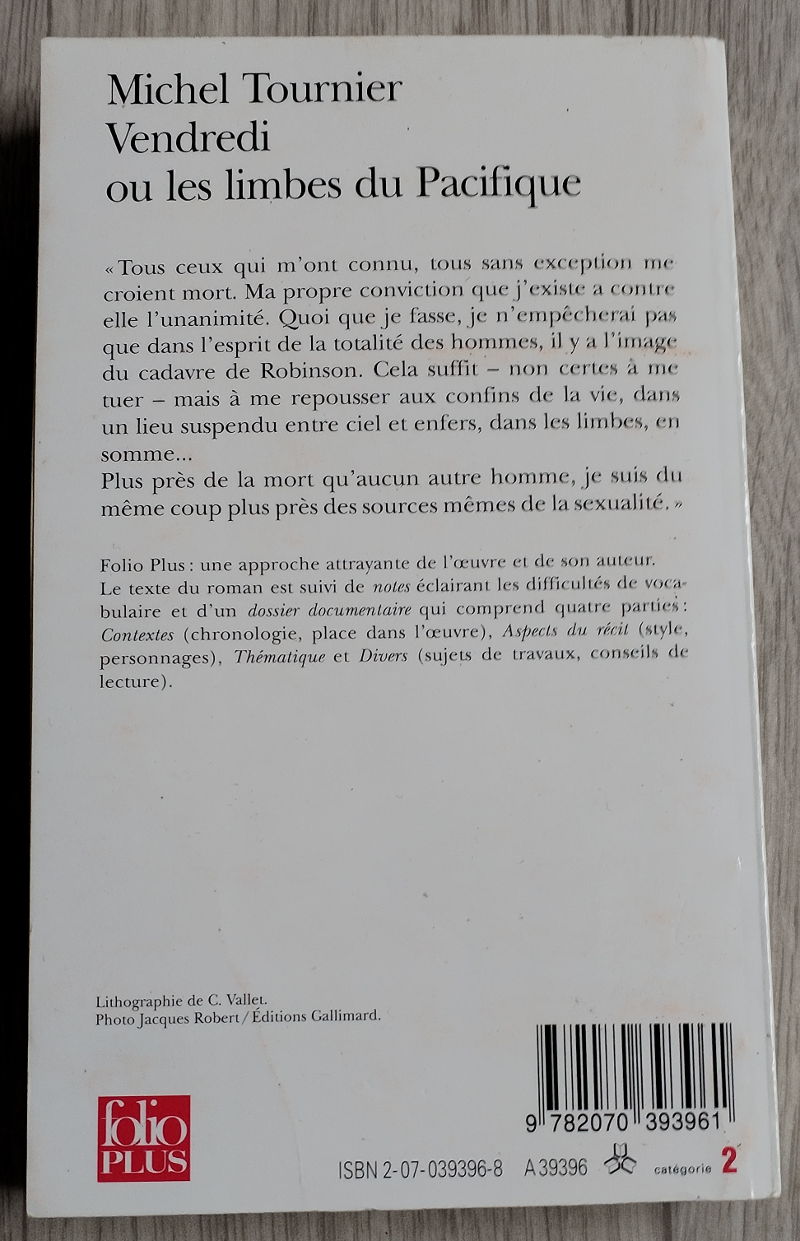 Michel Tournier
Vendredi
ou les limbes du Pacifique
«Tous ceux qui m'ont connu, tous sans exception me
croient mort. Ma propre conviction que j'existe a contre
elle l'unanimité. Quoi que je fasse, je n'empêcherai pas
que dans l'esprit de la totalité des hommes, il y a l'image
du cadavre de Robinson. Cela suffit – non certes à me
tuer – mais à me repousser aux confins de la vie, dans
un lieu suspendu entre ciel et enfers, dans les limbes, en
somme...
Plus près de la mort qu'aucun autre homme, je suis du
même coup plus près des sources mêmes de la sexualité.»
Folio Plus : une approche attrayante de l'œuvre et de son auteur.
Le texte du roman est suivi de notes éclairant les difficultés de voca-
bulaire et d'un dossier documentaire qui comprend quatre parties :
Contextes (chronologie, place dans l'œuvre), Aspects du récit (style,
personnages), Thématique et Divers (sujets de travaux, conseils de
lecture).
Lithographie de C. Vallet.
Photo Jacques Robert / Éditions Gallimard.
9 782070 393961
folio
PLUS
ISBN 2-07-039396-8 A 39396 catégorie 2